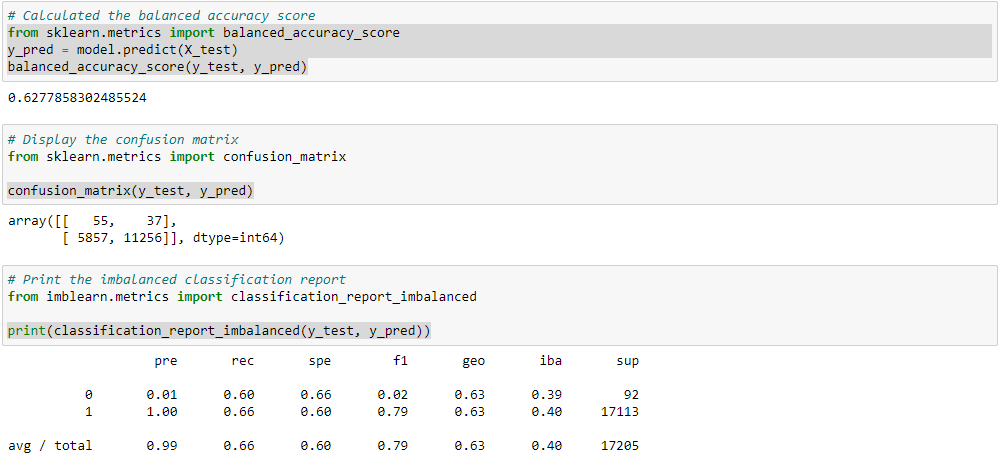 # Calculated the balanced accuracy score
from sklearn.metrics import balanced_accuracy_score
y_pred = model.predict(X_test)
balanced_accuracy_score(y_test, y_pred)
0.6277858302485524
# Display the confusion matrix
from sklearn.metrics import confusion_matrix
confusion_matrix(y_test, y_pred)
array([[   55,    37],
       [ 5857, 11256]], dtype=int64)
# Print the imbalanced classification report
from imblearn.metrics import classification_report_imbalanced
print(classification_report_imbalanced(y_test, y_pred))
pre rec spe f1 geo iba sup
0 0.01 0.60 0.66 0.02 0.63 0.39 92
1 1.00 0.66 0.60 0.79 0.63 0.40 17113
avg / total 0.99 0.66 0.60 0.79 0.63 0.40 17205